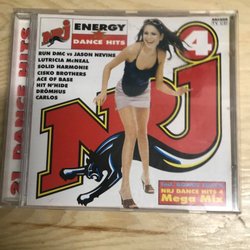 NRJ
ENERGY
DANCE HITS
4
RUN DMC vs JASON NEVINS
LUTRICIA McNEAL
SOLID HARMONIE
CISKO BROTHERS
ACE OF BASE
HIT N'HIDE
DRÖMHUS
CARLOS
21 DANCE HITS
NRJ
NRJ DANCE HITS 4
Mega Mix